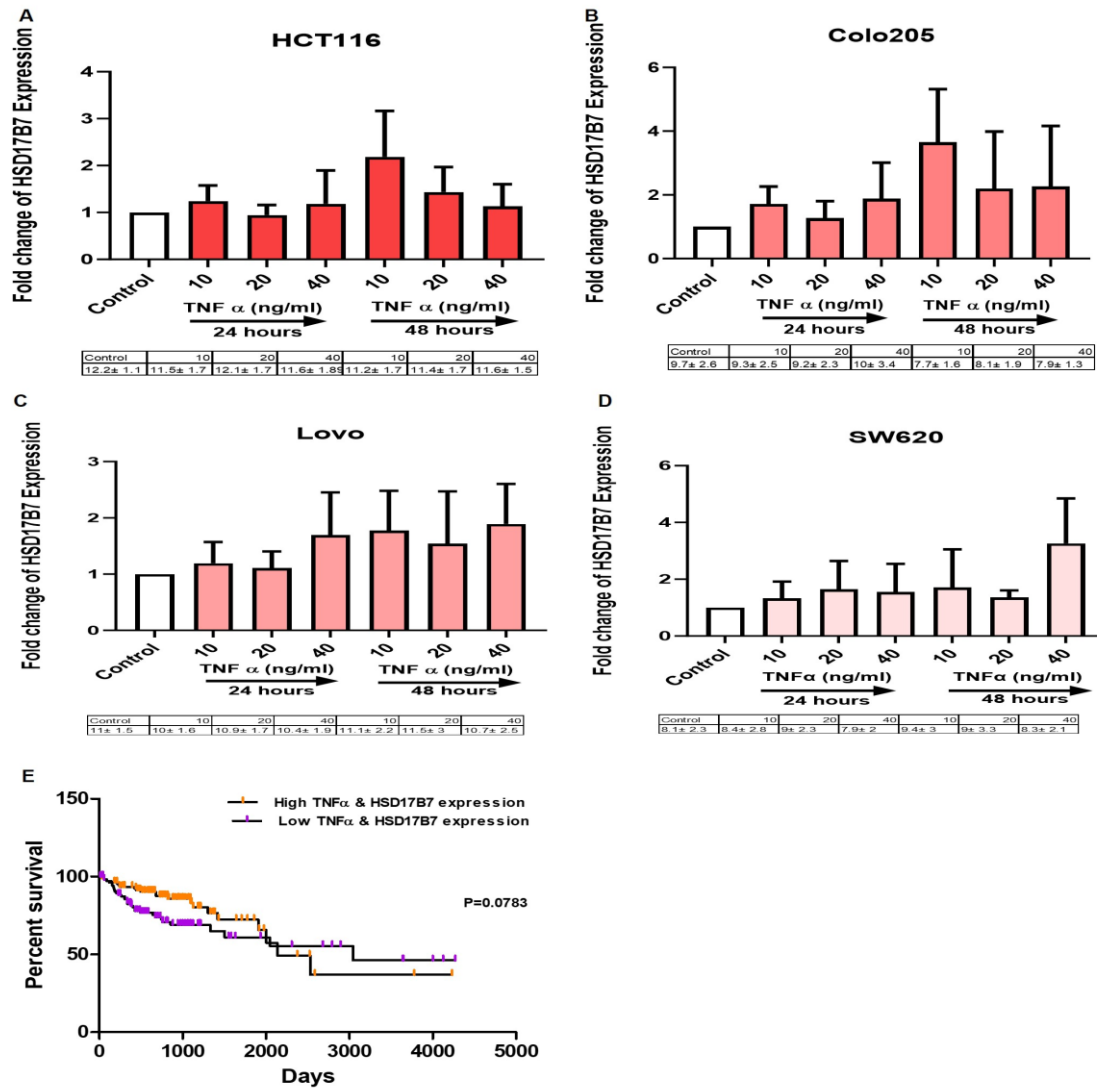 A
HCT116
Fold change of HSD17B7 Expression
4
3
2
1
0
Control 10 20 40 10 20 40
TNF α (ng/ml)
24 hours 48 hours
Control 10 20 40 10 20 40
12.2± 1.1 11.5± 1.7 12.1± 1.7 11.6± 1.89 11.2± 1.7 11.4± 1.7 11.6± 1.5
B
Colo205
Fold change of HSD17B7 Expression
6
4
2
0
Control 10 20 40 10 20 40
TNF α (ng/ml) TNF α (ng/ml)
24 hours 48 hours
Control 10 20 40 10 20 40
9.7± 2.6 9.3± 2.5 9.2± 2.3 10± 3.4 7.7± 1.6 8.1± 1.9 7.9± 1.3
C
Lovo
Fold change of HSD17B7 Expression
3
2
1
0
Control 10 20 40 10 20 40
TNF α (ng/ml) TNF α (ng/ml)
24 hours 48 hours
Control 10 20 40 10 20 40
11± 1.5 10± 1.6 10.9± 1.7 10.4± 1.9 11.1± 2.2 11.5± 3 10.7± 2.5
D
SW620
Fold change of HSD17B7 Expression
6
4
2
0
Control 10 20 40 10 20 40
TNFα (ng/ml) TNFα (ng/ml)
24 hours 48 hours
Control 10 20 40 10 20 40
8.1± 2.3 8.4± 2.8 9± 2.3 7.9± 2 9.4± 3 9± 3.3 8.3± 2.1
E
High TNFα & HSD17B7 expression
Low TNFα & HSD17B7 expression
P=0.0783
Percent survival
150
100
50
0
0 1000 2000 3000 4000 5000
Days